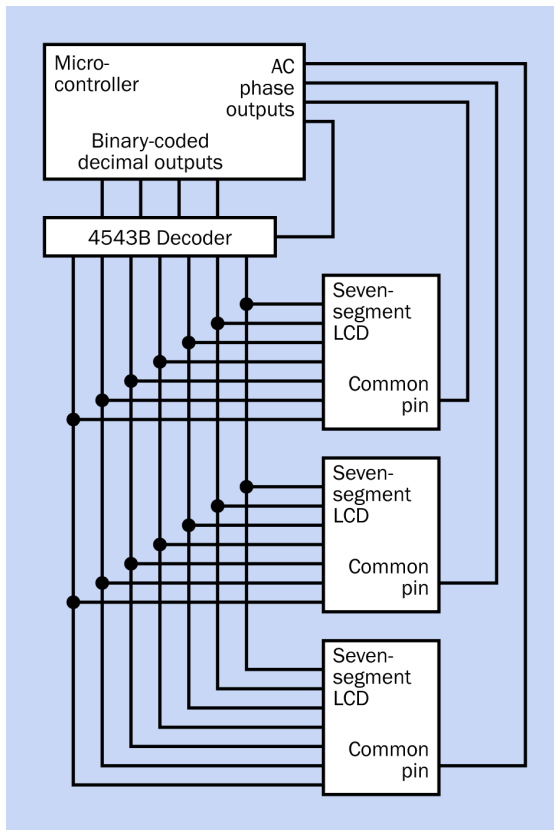 Micro-
controller
AC
phase
outputs
Binary-coded
decimal outputs
4543B Decoder
Seven-
segment
LCD
Common
pin
Seven-
segment
LCD
Common
pin
Seven-
segment
LCD
Common
pin